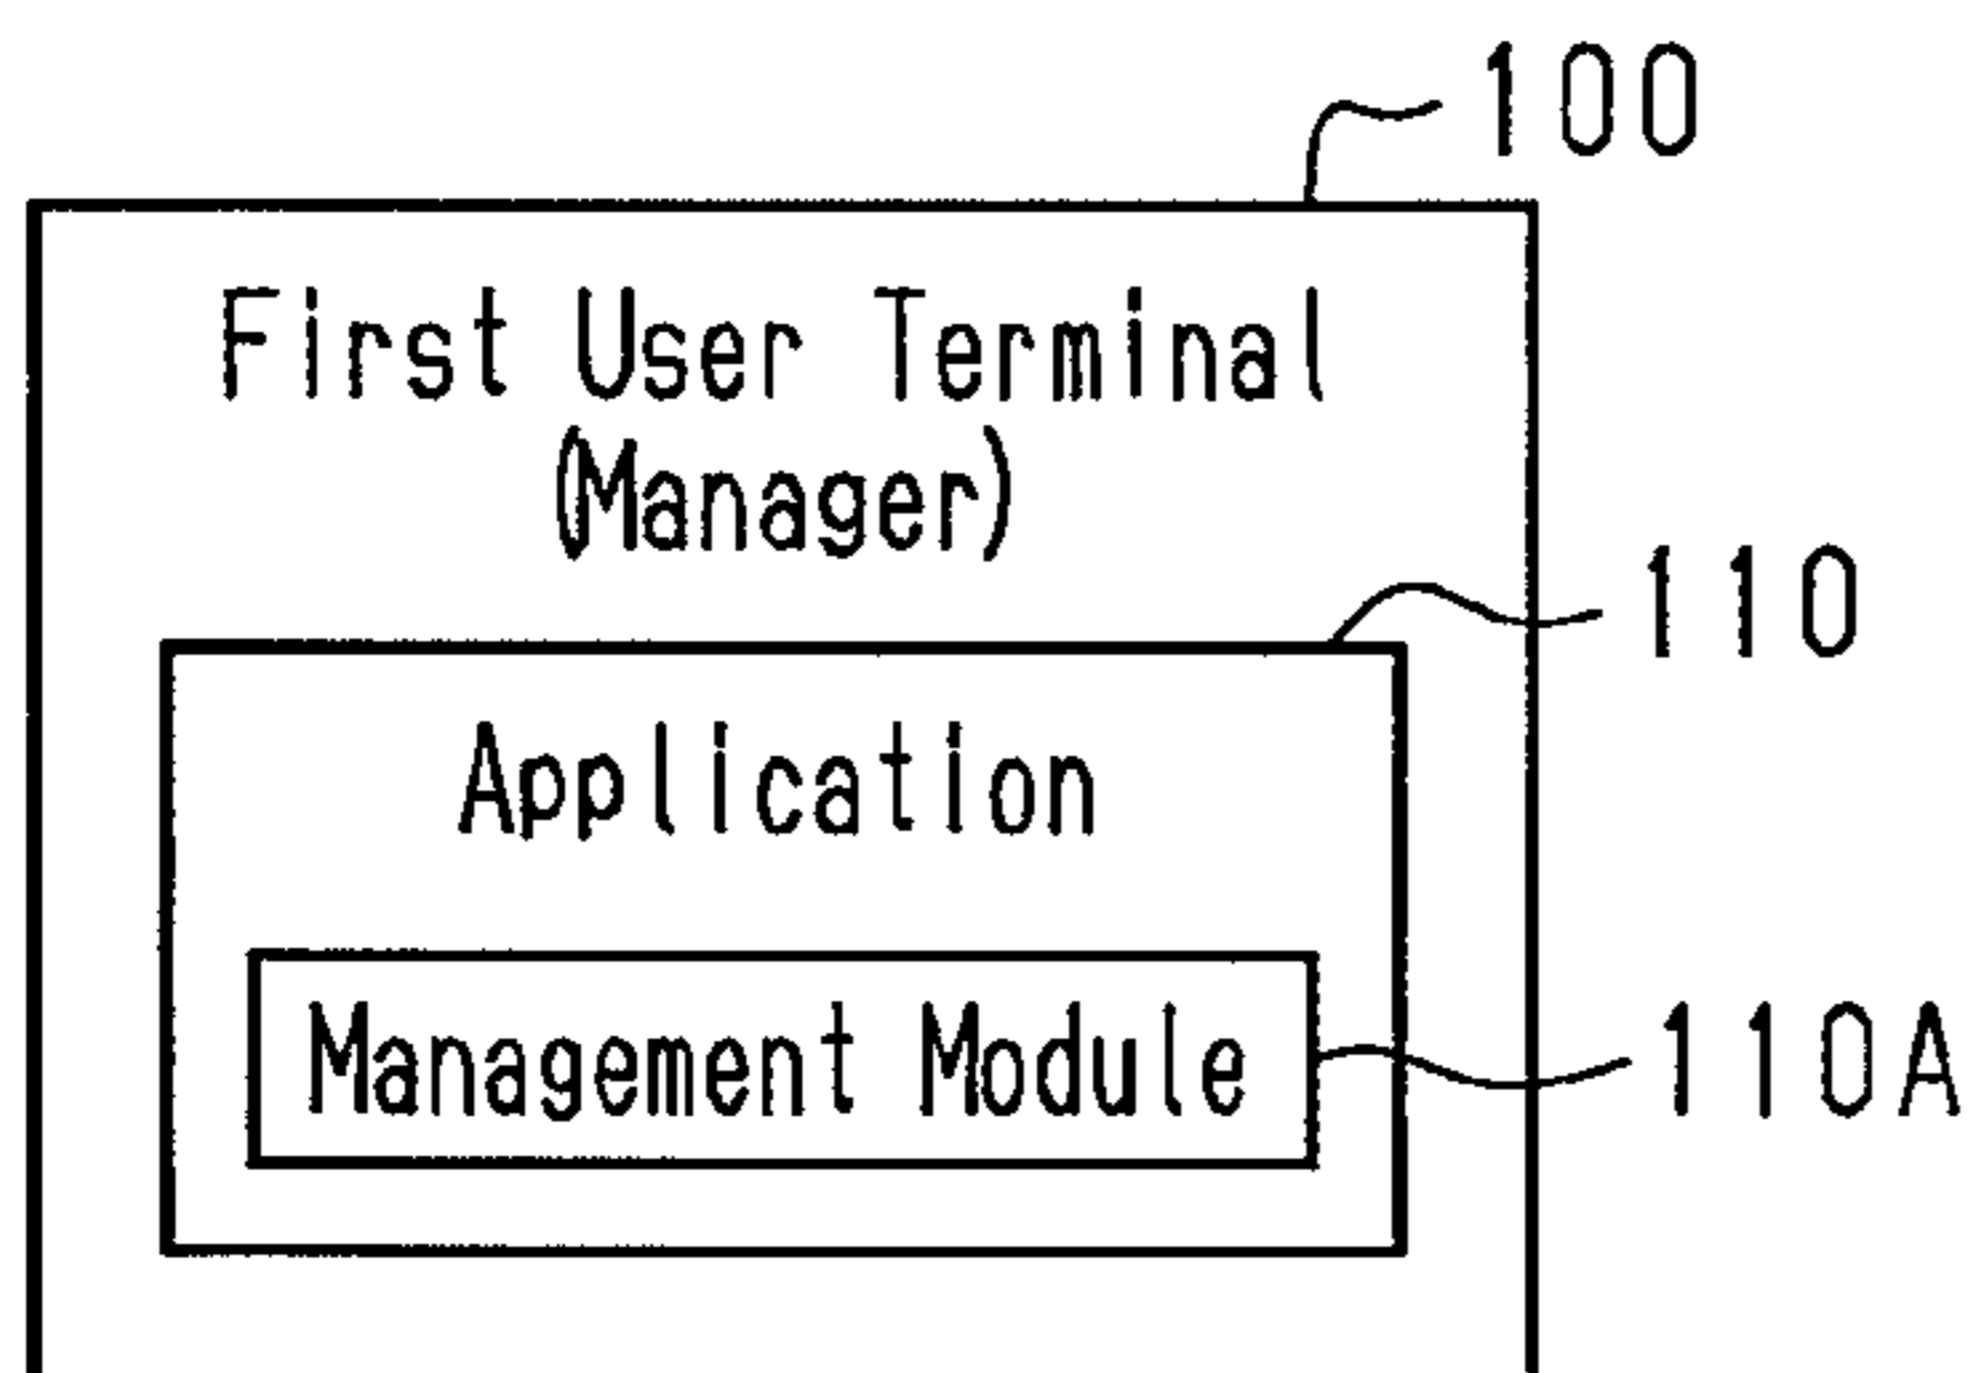 100
First User Terminal
(Manager)
110
Application
Management Module
110A